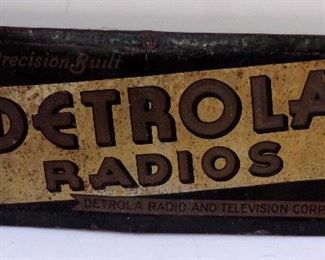 Precision Built
DETROLA
RADIOS
DETROLA RADIO AND TELEVISION CORP